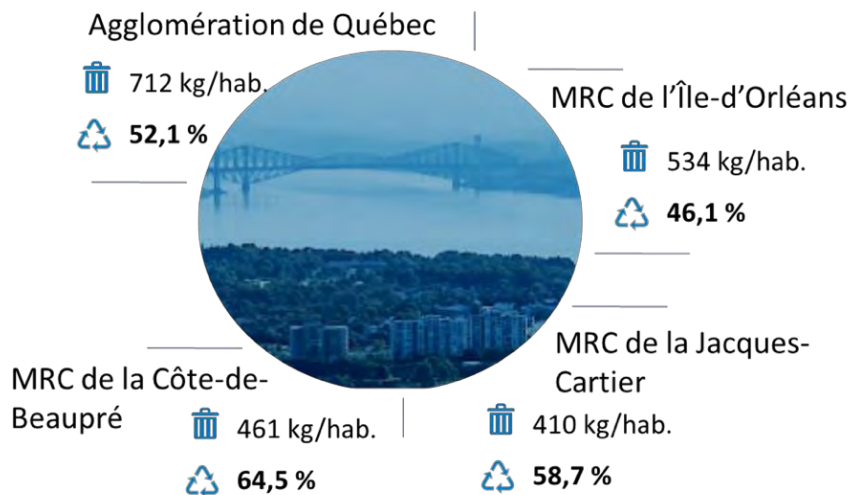 Agglomération de Québec
712 kg/hab.
52,1 %
MRC de l'Île-d'Orléans
534 kg/hab.
46,1 %
MRC de la Côte-de-
Beaupré
461 kg/hab.
64,5 %
MRC de la Jacques-
Cartier
410 kg/hab.
58,7 %